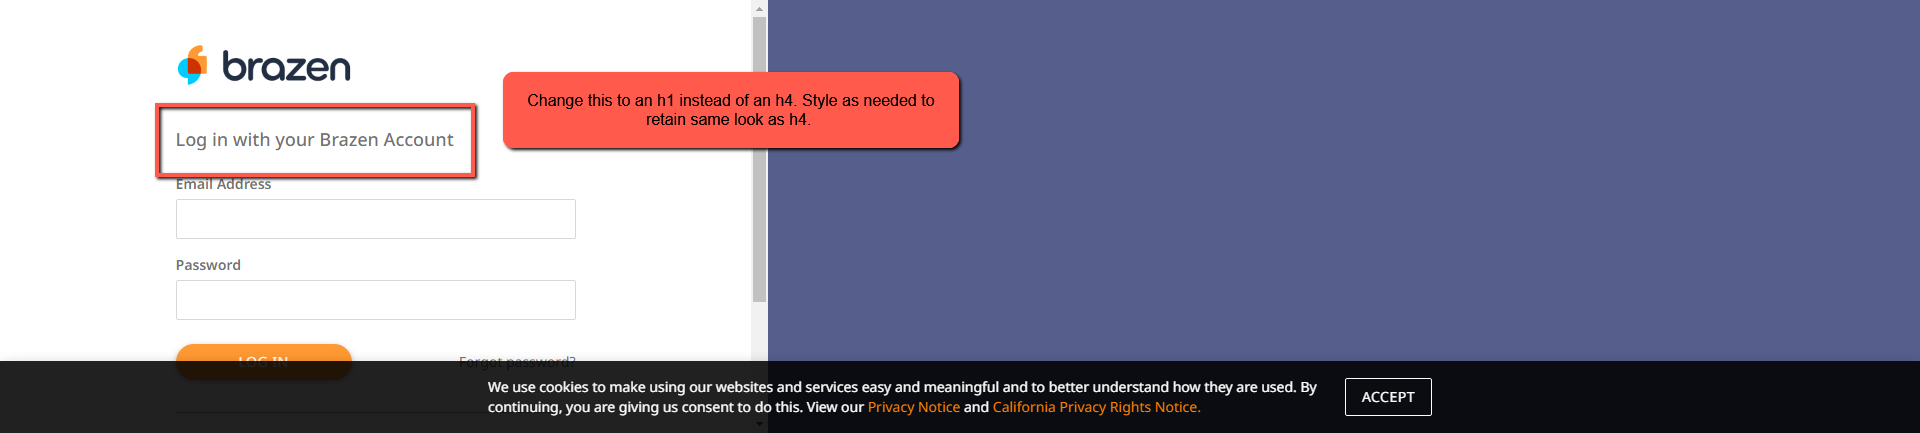 brazen
Change this to an h1 instead of an h4. Style as needed to
retain same look as h4.
Log in with your Brazen Account
Email Address
Password
LOG IN
Forgot password?
We use cookies to make using our websites and services easy and meaningful and to better understand how they are used. By
continuing, you are giving us consent to do this. View our Privacy Notice and California Privacy Rights Notice.
ACCEPT